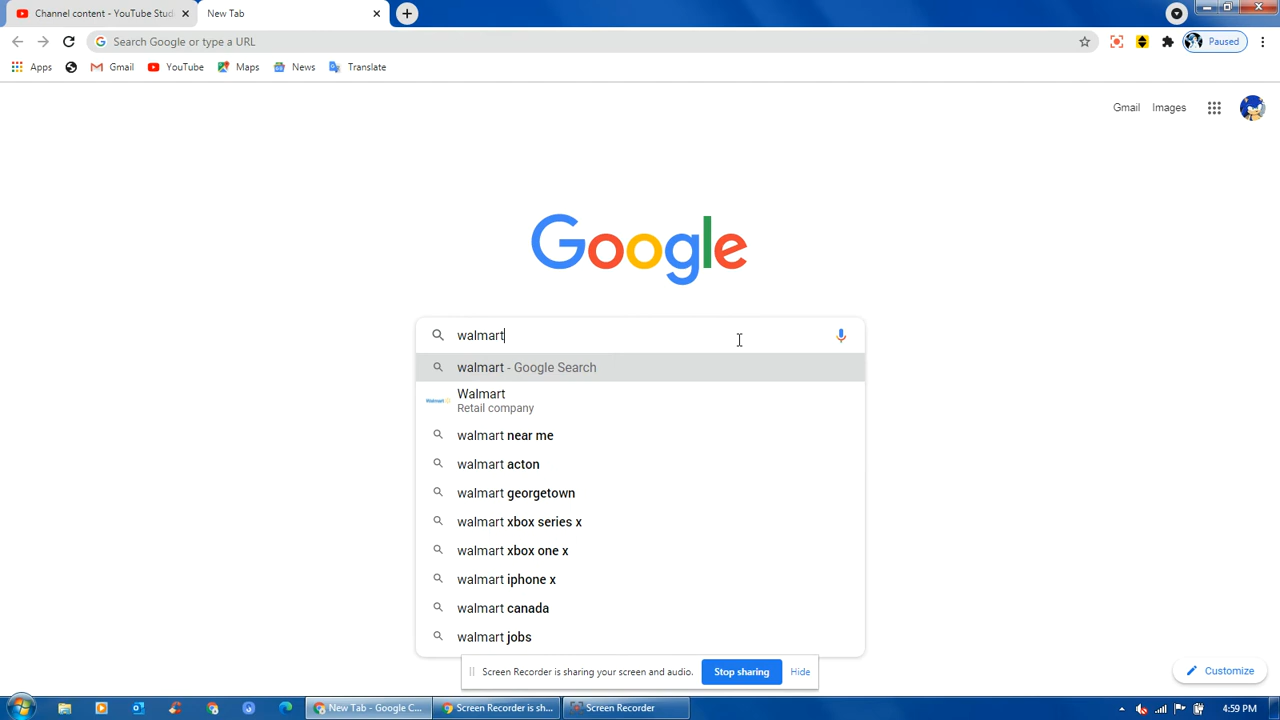 Channel content - YouTube Stud
New Tab
Search Google or type a URL
Paused
Apps
Gmail
YouTube
Maps
News
Translate
Gmail
Images
Google
walmart
walmart - Google Search
Walmart
Walmart
Retail company
walmart near me
walmart acton
walmart georgetown
walmart xbox series x
walmart xbox one x
walmart iphone x
walmart canada
walmart jobs
Screen Recorder is sharing your screen and audio.
Stop sharing
Hide
Customize
New Tab - Google C...
Screen Recorder is sh...
Screen Recorder
4:59 PM